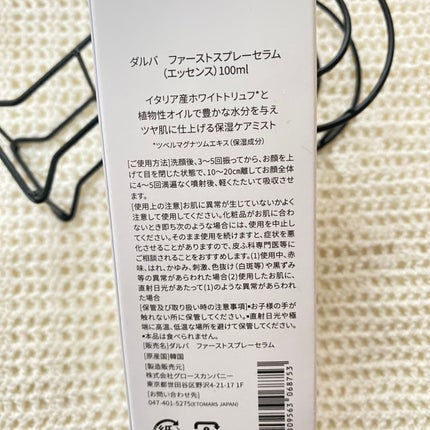 ダルバ　ファーストスプレーセラム
（エッセンス）100ml
イタリア産ホワイトトリュフ*と
植物性オイルで豊かな水分を与え
ツヤ肌に仕上げる保湿ケアミスト
*ツベルマグナツムエキス（保湿成分）
[ご使用方法]洗顔後、3～5回振ってから、お顔を上
げて目を閉じた状態で、10～20cm離してお顔全体
に4～5回満遍なく噴射後、軽くたたいて吸収させ
ます。
[使用上の注意]お肌に異常が生じていないかよく
注意して使用してください。化粧品がお肌に合わ
ないとき即ち次のような場合には、使用を中止し
てください。そのまま使用を続けますと、症状を悪
化させることがありますので、皮ふ科専門医等に
ご相談されることをおすすめします。(1)使用中、赤
味、はれ、かゆみ、刺激、色抜け（白斑等）や黒ずみ
等の異常があらわれた場合(2)使用したお肌に、
直射日光があたって(1)のような異常があらわれ
た場合
[保管及び取り扱い時の注意事項]●お子様の手が
触れない所に保管してください。●直射日光や極
端に高温、低温な場所を避けて保管してください。
●本品は食べられません。
[販売名]ダルバ　ファーストスプレーセラム
[原産国]韓国
[製造販売元]
株式会社グロースカンパニー
東京都世田谷区野沢4-21-17 1F
[お問い合わせ先]
047-401-5275(ETOMARS JAPAN)
809563 068753
紙